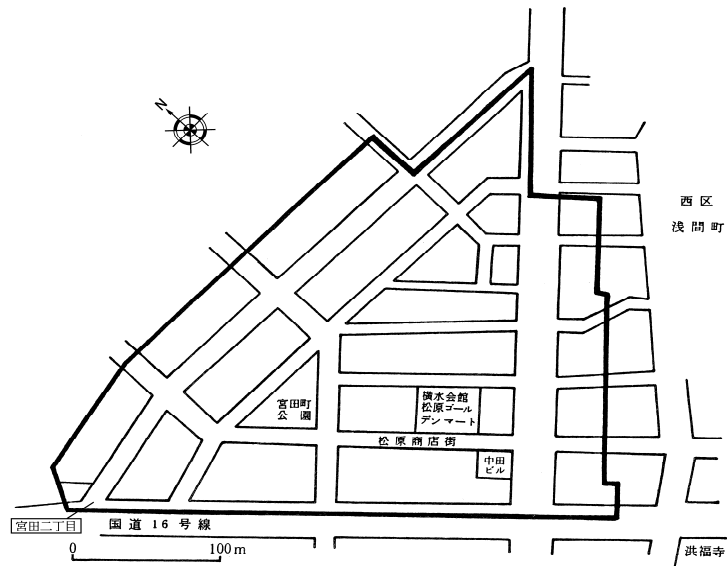 N
西区
浅間町
宮田町
公園
横水会館
松原ゴール
デンマート
松原商店街
中田
ビル
宮田二丁目
国道16号線
0 100m
洪福寺